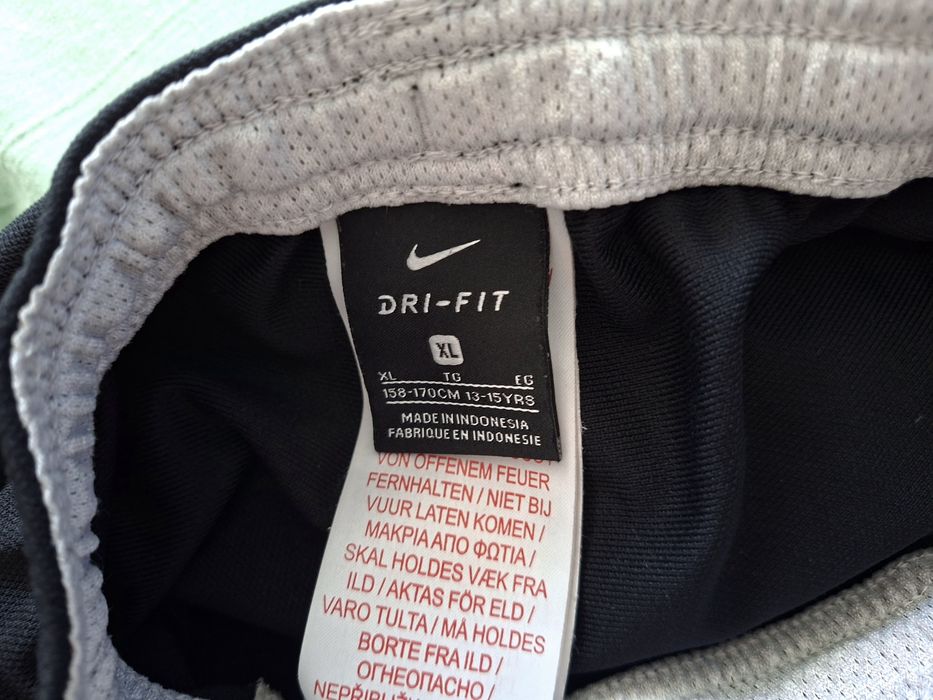 DRI-FIT
XL
XL TG EG
158-170CM 13-15YRS
MADE IN INDONESIA
FABRIQUE EN INDONESIE
VON OFFENEM FEUER
FERNHALTEN / NIET BIJ
VUUR LATEN KOMEN /
ΜΑΚΡΙΑ ΑΠΟ ΦΩΤΙΑ /
SKAL HOLDES VÆK FRA
ILD / AKTAS FÖR ELD /
VARO TULTA / MÅ HOLDES
BORTE FRA ILD /
ОГНЕОПАСНО /